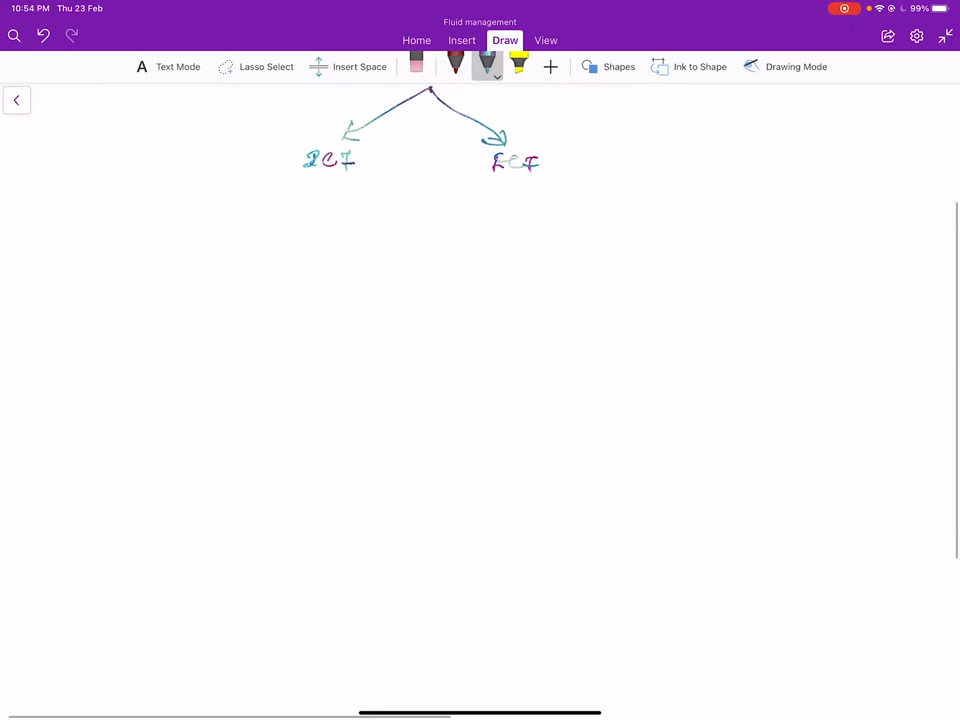 10:54 PM Thu 23 Feb
99%
Fluid management
Home Insert Draw View
Text Mode Lasso Select Insert Space Shapes Ink to Shape Drawing Mode
ICF ECF